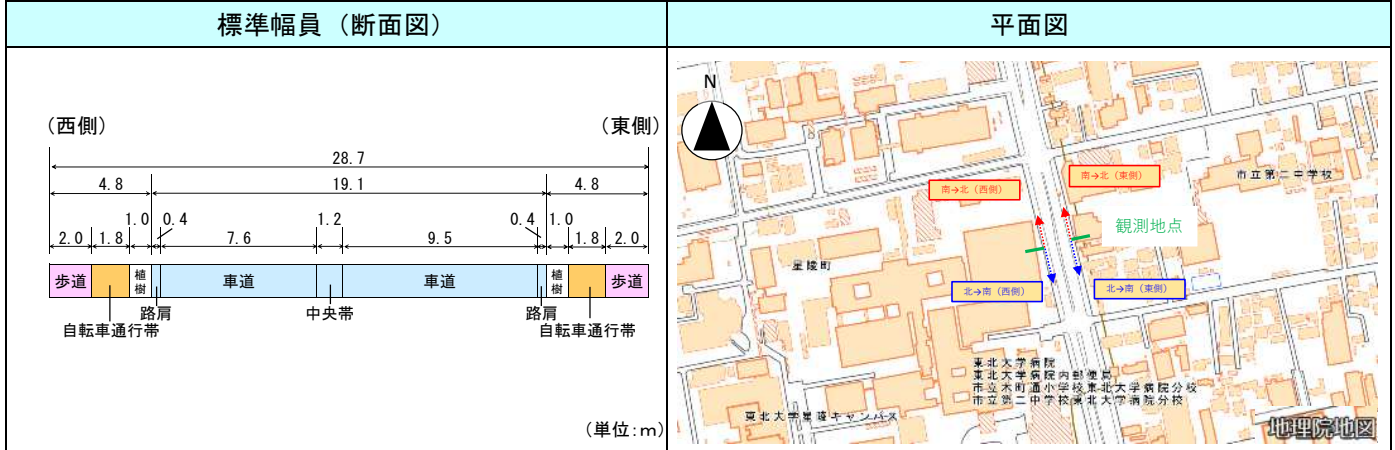 標準幅員（断面図）
平面図
（西側）
（東側）
28.7
4.8
19.1
4.8
1.0
0.4
1.2
0.4
1.0
2.0
1.8
7.6
9.5
1.8
2.0
歩道
植樹
車道
車道
植樹
歩道
路肩
中央帯
路肩
自転車通行帯
自転車通行帯
（単位：m）
N
南→北（西側）
南→北（東側）
市立第二中学校
観測地点
星陵町
北→南（西側）
北→南（東側）
東北大学病院
東北大学病院内郵便局
市立木町通小学校東北大学病院分校
市立第二中学校東北大学病院分校
東北大学星陵キャンパス
地理院地図